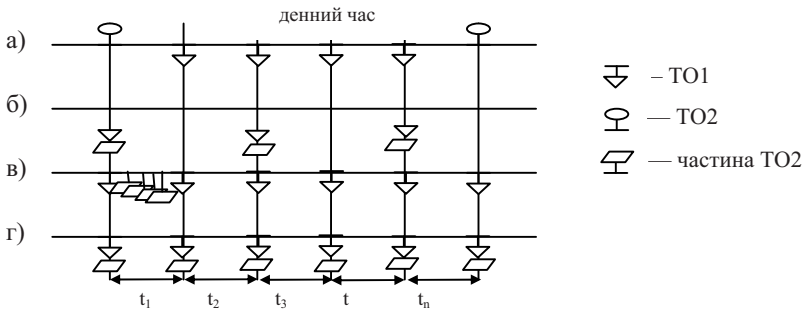 денний час
а)
б)
в)
г)
– ТО1
— ТО2
— частина ТО2
t1 t2 t3 t tn